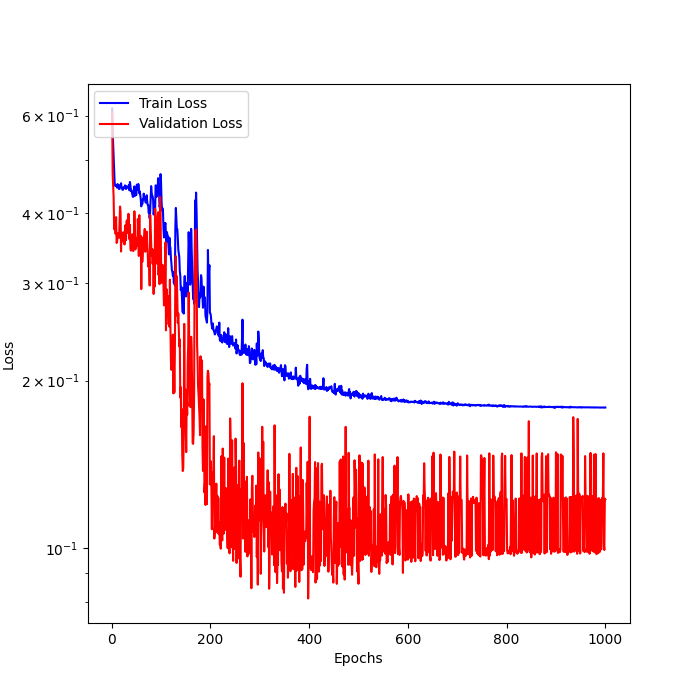 Train Loss
Validation Loss
6 × 10⁻¹
4 × 10⁻¹
3 × 10⁻¹
2 × 10⁻¹
10⁻¹
Loss
0 200 400 600 800 1000
Epochs